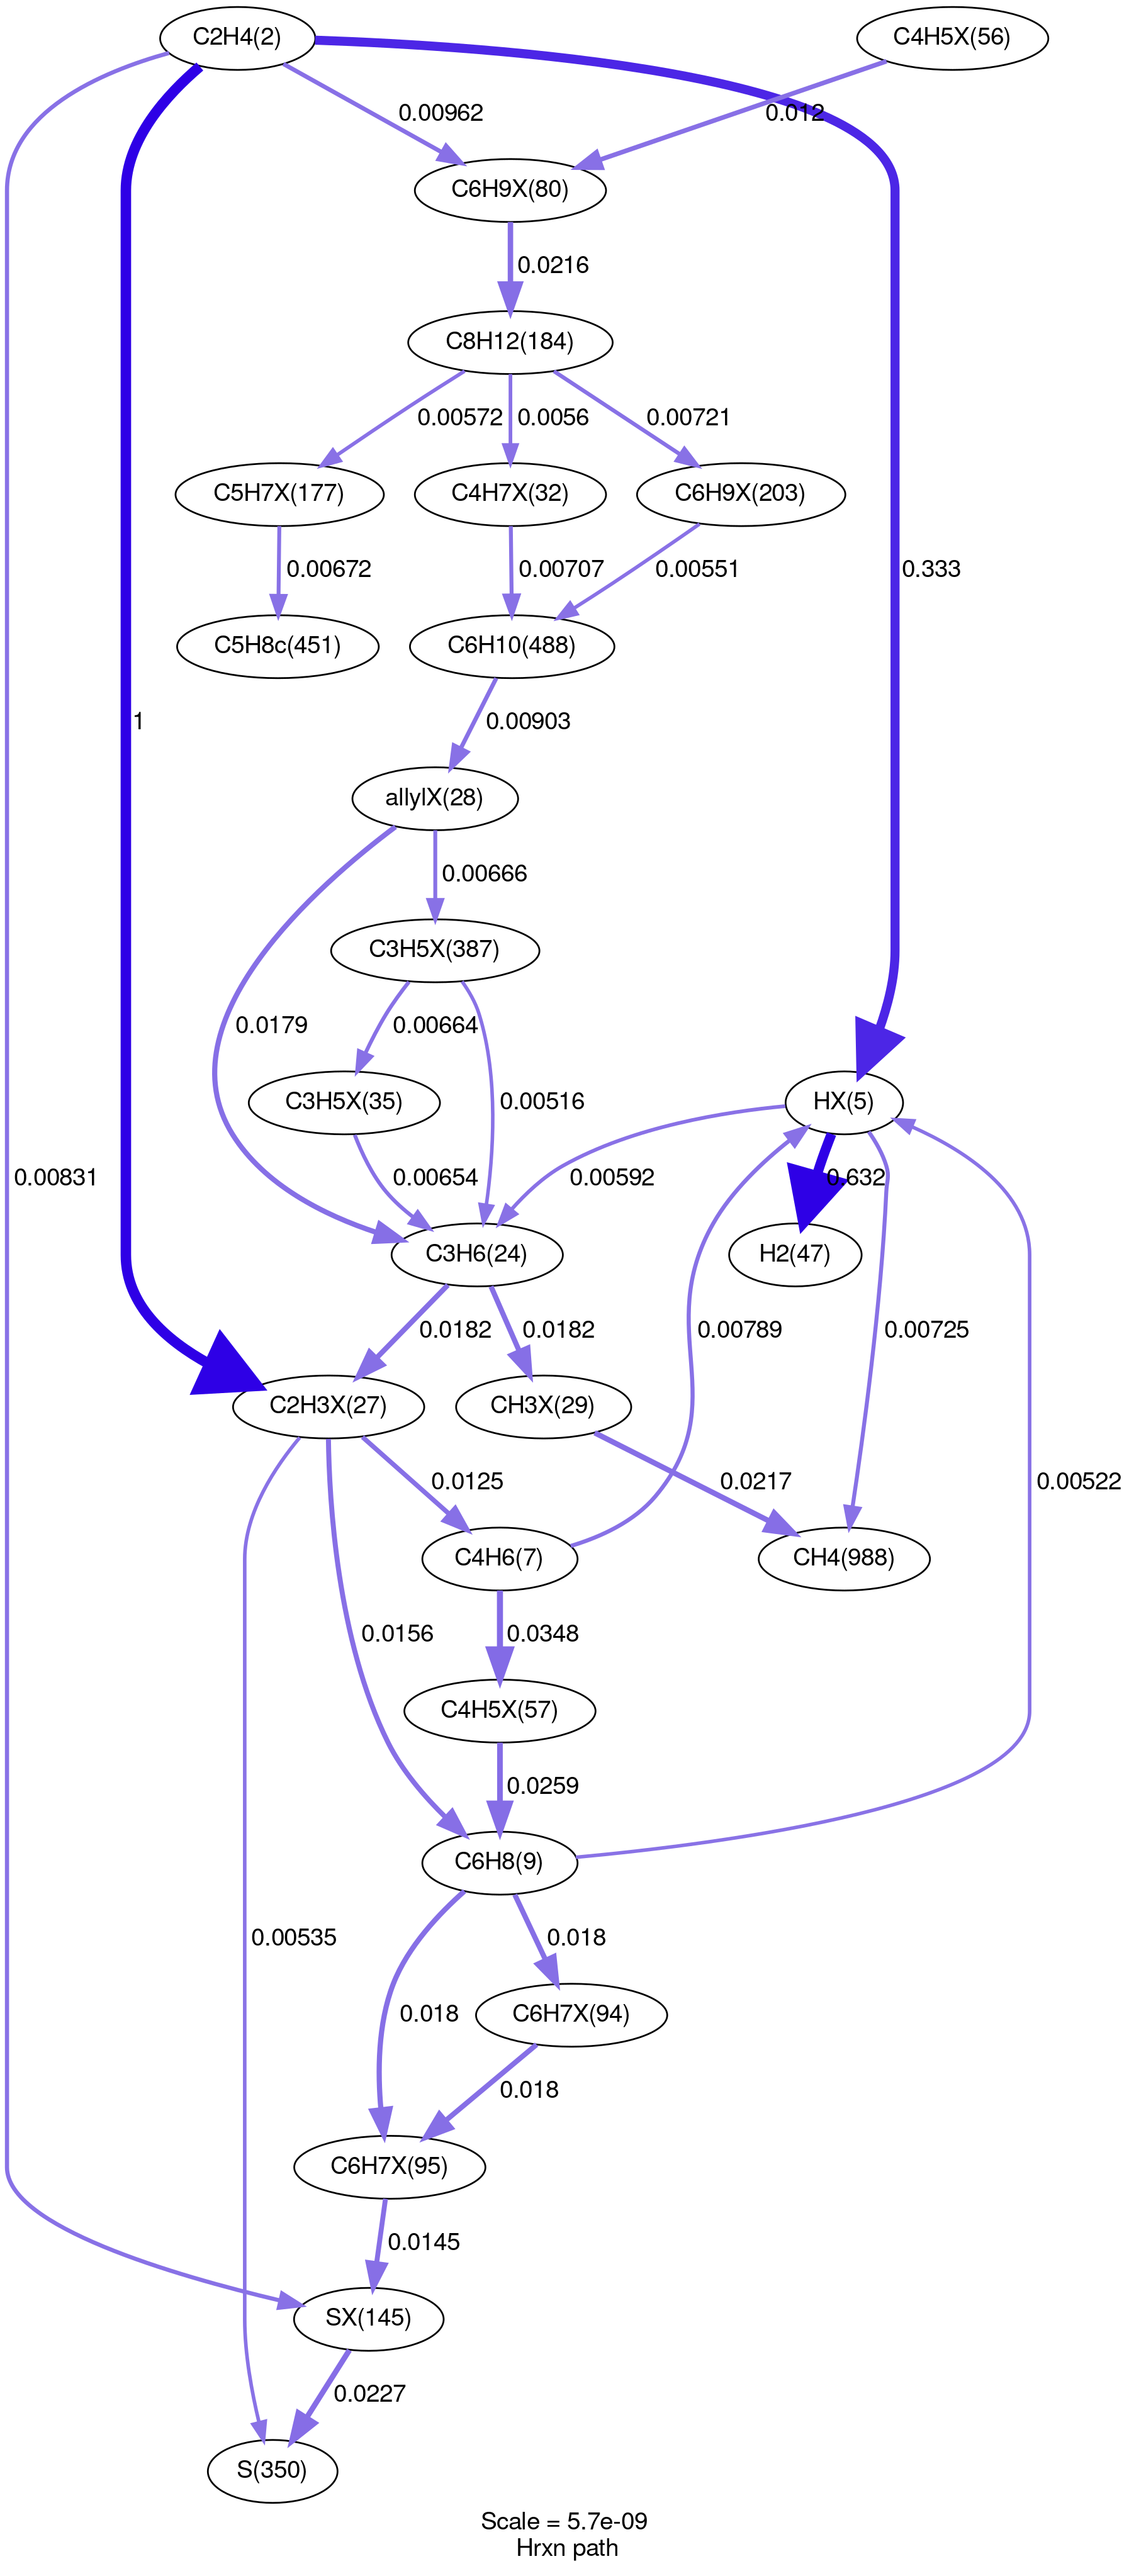 C2H4(2)
C4H5X(56)
0.00962
0.012
C6H9X(80)
0.0216
C8H12(184)
0.00572
0.0056
0.00721
C5H7X(177)
C4H7X(32)
C6H9X(203)
0.00672
0.00707
0.00551
0.333
C5H8c(451)
C6H10(488)
1
0.00903
allylX(28)
0.00666
C3H5X(387)
0.0179
0.00664
0.00516
C3H5X(35)
HX(5)
0.00831
0.00654
0.00592
0.632
C3H6(24)
H2(47)
0.0182
0.0182
0.00789
0.00725
C2H3X(27)
CH3X(29)
0.0125
0.0217
0.00522
C4H6(7)
CH4(988)
0.0156
0.0348
C4H5X(57)
0.0259
C6H8(9)
0.00535
0.018
0.018
C6H7X(94)
0.018
C6H7X(95)
0.0145
SX(145)
0.0227
S(350)
Scale = 5.7e-09
Hrxn path